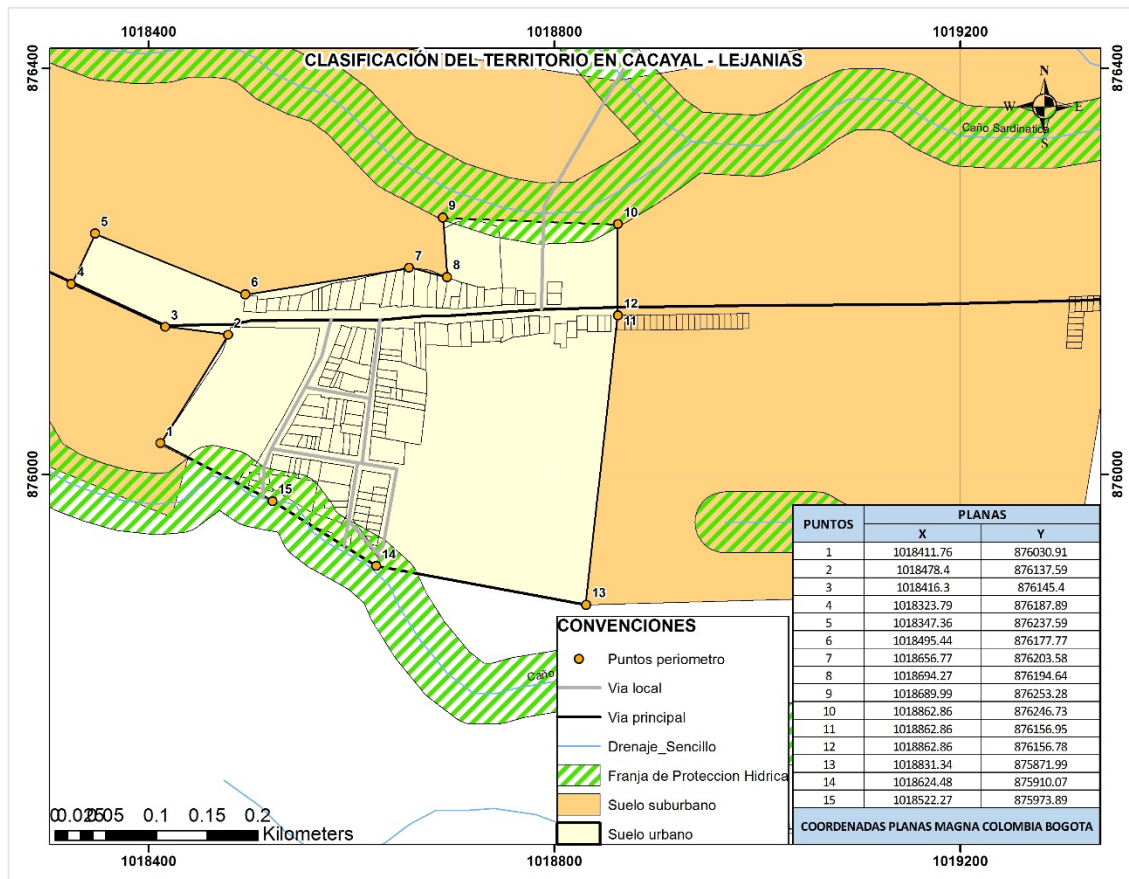 1018400 1018800 1019200
876400 876400
CLASIFICACIÓN DEL TERRITORIO EN CACAYAL - LEJANIAS
N
W E
S
Caño Sardinatica
9
10
5
7
8
4
6
12
3
2
11
1
876000 876000
15
14
13
Caño
PUNTOS PLANAS
X Y
1 1018411.76 876030.91
2 1018478.4 876137.59
3 1018416.3 876145.4
4 1018323.79 876187.89
5 1018347.36 876237.59
6 1018495.44 876177.77
7 1018656.77 876203.58
8 1018694.27 876194.64
9 1018689.99 876253.28
10 1018862.86 876246.73
11 1018862.86 876156.95
12 1018862.86 876156.78
13 1018831.34 875871.99
14 1018624.48 875910.07
15 1018522.27 875973.89
COORDENADAS PLANAS MAGNA COLOMBIA BOGOTA
CONVENCIONES
Puntos periometro
Via local
Via principal
Drenaje_Sencillo
Franja de Proteccion Hidrica
Suelo suburbano
Suelo urbano
0 0.025 0.05 0.1 0.15 0.2
Kilometers
1018400 1018800 1019200